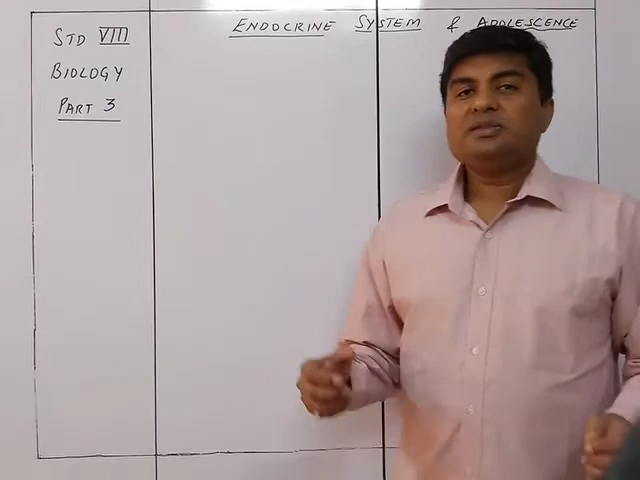 STD VIII
BIOLOGY
PART 3
ENDOCRINE SYSTEM & ADOLESCENCE